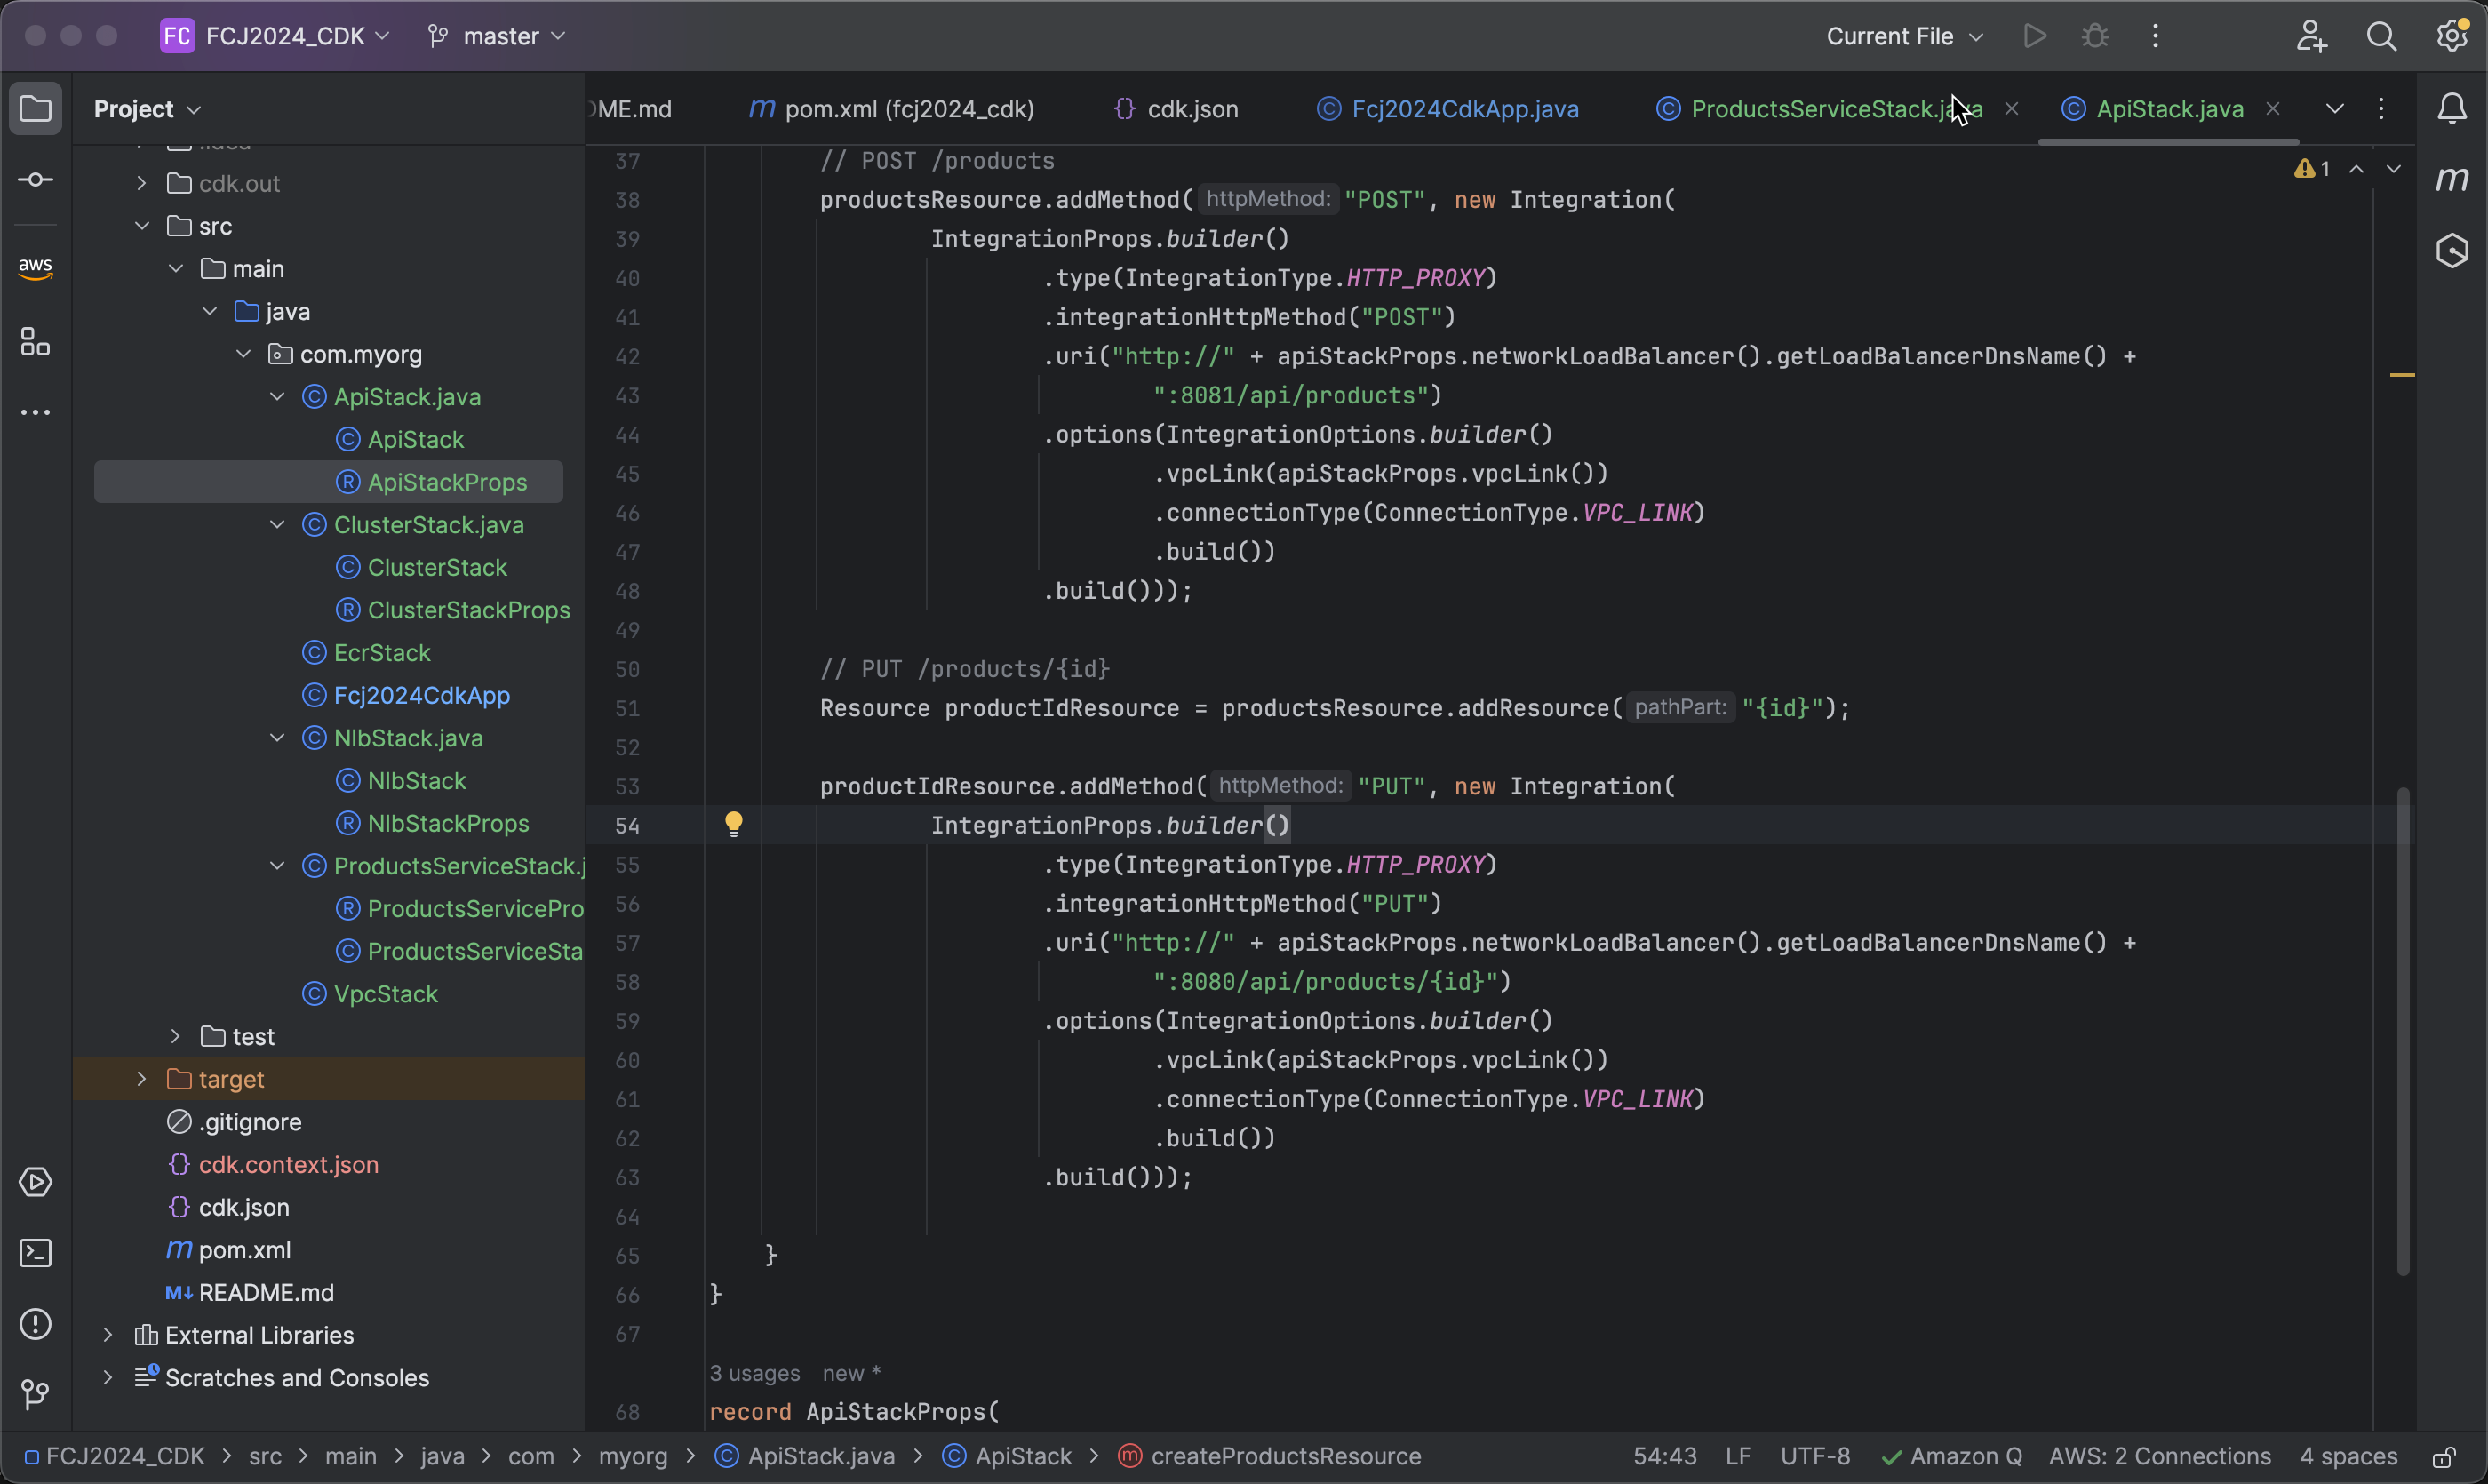 FC FCJ2024_CDK master Current File
Project
ME.md m pom.xml (fcj2024_cdk) {} cdk.json C Fcj2024CdkApp.java C ProductsServiceStack.java C ApiStack.java
.idea
cdk.out
src
main
java
com.myorg
C ApiStack.java
C ApiStack
R ApiStackProps
C ClusterStack.java
C ClusterStack
R ClusterStackProps
C EcrStack
C Fcj2024CdkApp
C NlbStack.java
C NlbStack
R NlbStackProps
C ProductsServiceStack.j
R ProductsServicePro
C ProductsServiceSta
C VpcStack
test
target
.gitignore
{} cdk.context.json
{} cdk.json
m pom.xml
M↓ README.md
External Libraries
Scratches and Consoles
aws
1
m
37 // POST /products
38 productsResource.addMethod( httpMethod: "POST", new Integration(
39 IntegrationProps.builder()
40 .type(IntegrationType.HTTP_PROXY)
41 .integrationHttpMethod("POST")
42 .uri("http://" + apiStackProps.networkLoadBalancer().getLoadBalancerDnsName() +
43 ":8081/api/products")
44 .options(IntegrationOptions.builder()
45 .vpcLink(apiStackProps.vpcLink())
46 .connectionType(ConnectionType.VPC_LINK)
47 .build())
48 .build()));
49
50 // PUT /products/{id}
51 Resource productIdResource = productsResource.addResource( pathPart: "{id}");
52
53 productIdResource.addMethod( httpMethod: "PUT", new Integration(
54 IntegrationProps.builder()
55 .type(IntegrationType.HTTP_PROXY)
56 .integrationHttpMethod("PUT")
57 .uri("http://" + apiStackProps.networkLoadBalancer().getLoadBalancerDnsName() +
58 ":8080/api/products/{id}")
59 .options(IntegrationOptions.builder()
60 .vpcLink(apiStackProps.vpcLink())
61 .connectionType(ConnectionType.VPC_LINK)
62 .build())
63 .build()));
64
65 }
66 }
67
3 usages new *
68 record ApiStackProps(
FCJ2024_CDK > src > main > java > com > myorg > C ApiStack.java > C ApiStack > m createProductsResource 54:43 LF UTF-8 Amazon Q AWS: 2 Connections 4 spaces